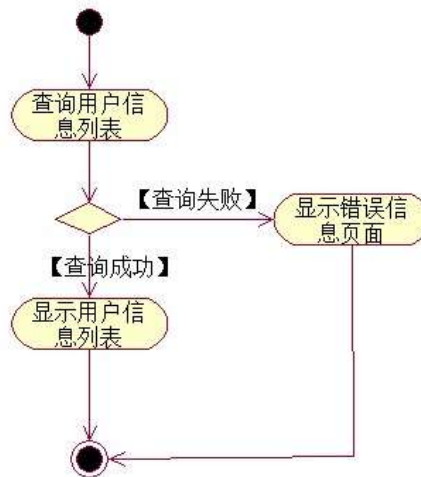 查询用户信
息列表
【查询失败】
显示错误信
息页面
【查询成功】
显示用户信
息列表